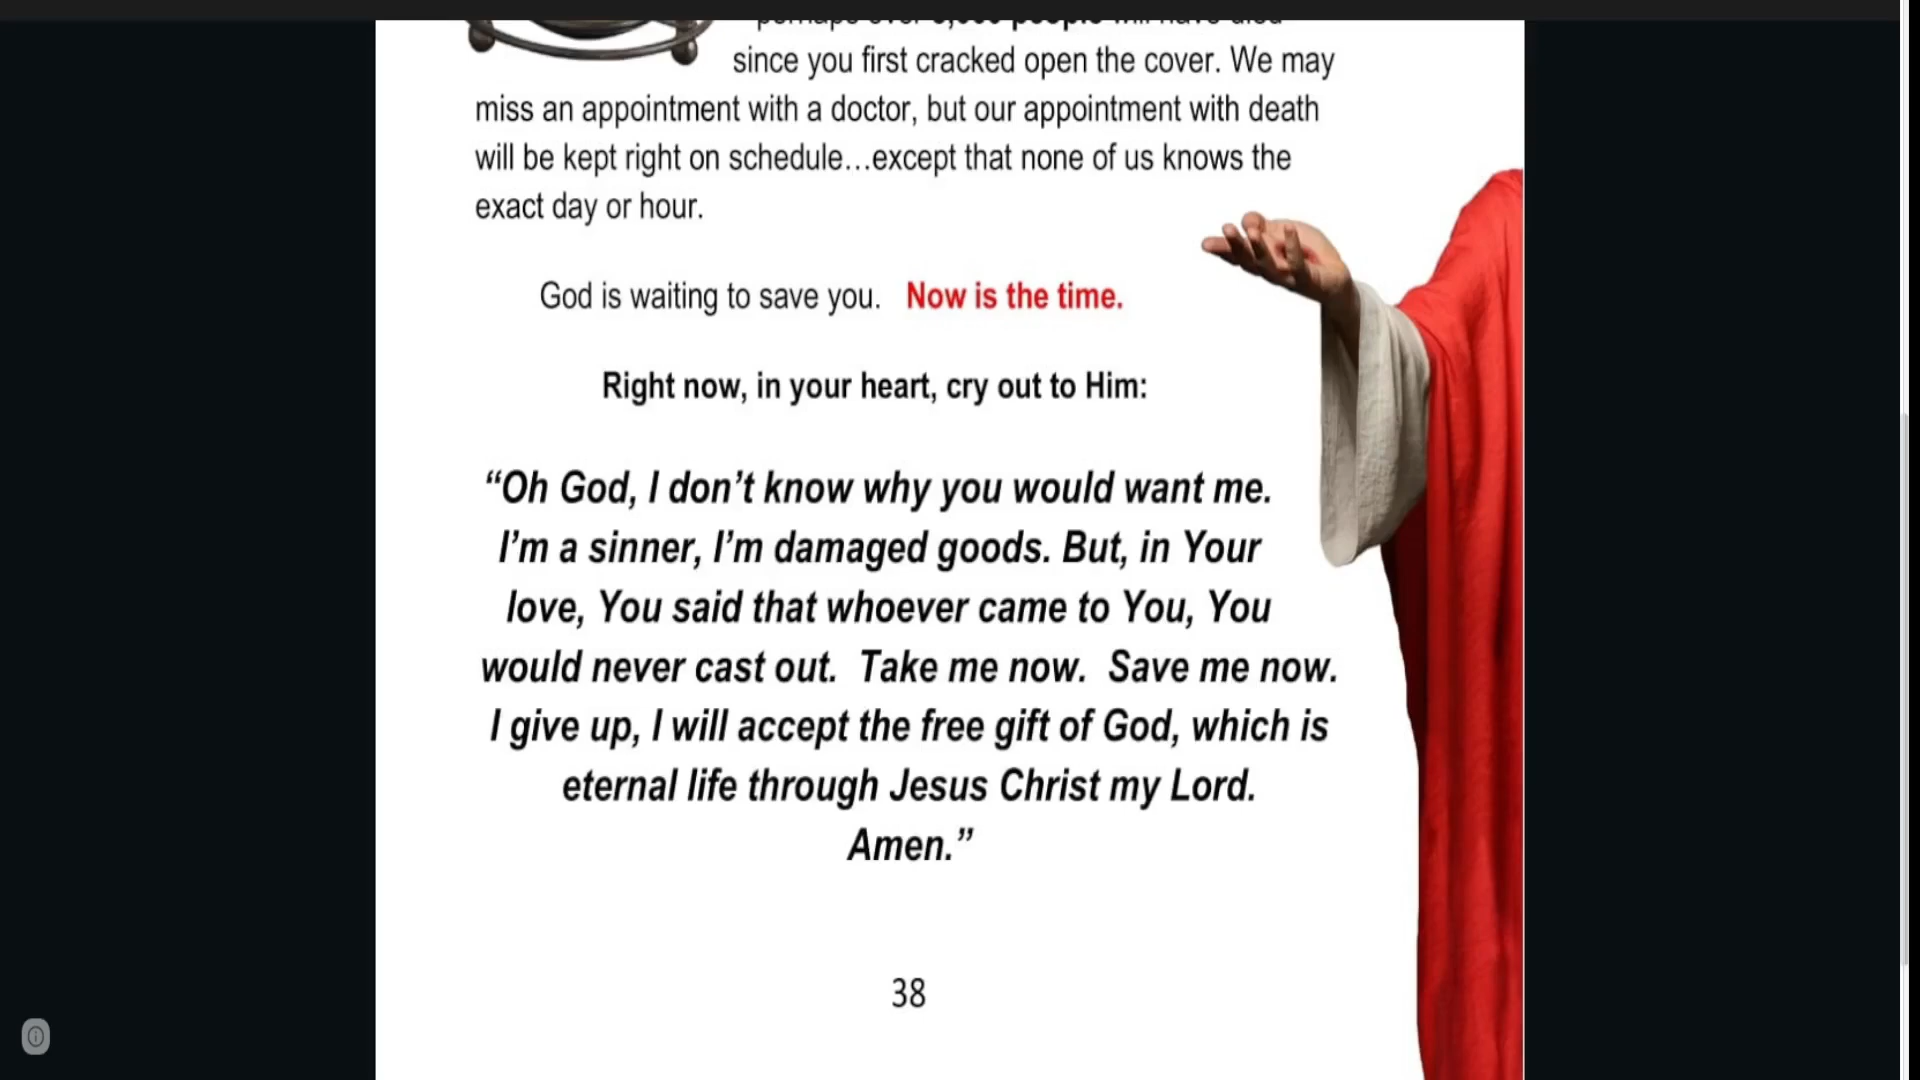 since you first cracked open the cover. We may
miss an appointment with a doctor, but our appointment with death
will be kept right on schedule…except that none of us knows the
exact day or hour.
God is waiting to save you. Now is the time.
Right now, in your heart, cry out to Him:
“Oh God, I don’t know why you would want me.
I’m a sinner, I’m damaged goods. But, in Your
love, You said that whoever came to You, You
would never cast out. Take me now. Save me now.
I give up, I will accept the free gift of God, which is
eternal life through Jesus Christ my Lord.
Amen.”
38